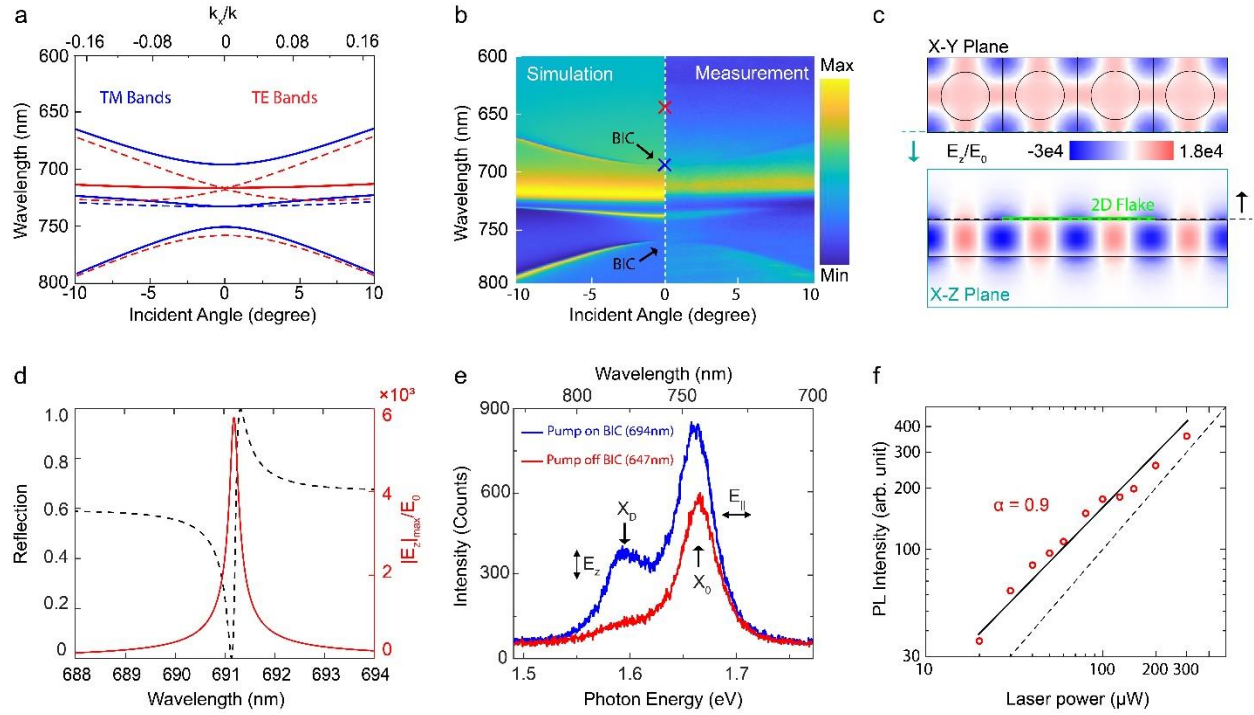 a
kₓ/k
-0.16 -0.08 0 0.08 0.16
600
650
700
750
800
Wavelength (nm)
TM Bands TE Bands
-10 -5 0 5 10
Incident Angle (degree)
b
600
650
700
750
800
Wavelength (nm)
Simulation Measurement
BIC
BIC
Max
Min
-10 -5 0 5 10
Incident Angle (degree)
c
X-Y Plane
E_z/E_0 -3e4 1.8e4
2D Flake
X-Z Plane
d
×10³
1.0
0.8
0.6
0.4
0.2
0
Reflection
6
4
2
0
|E_z|_max/E_0
688 689 690 691 692 693 694
Wavelength (nm)
e
Wavelength (nm)
800 750 700
900
600
300
0
Intensity (Counts)
Pump on BIC (694nm)
Pump off BIC (647nm)
X_D
E_z
E_||
X_0
1.5 1.6 1.7
Photon Energy (eV)
f
400
300
200
100
30
PL Intensity (arb. unit)
α = 0.9
10 100 200 300
Laser power (μW)